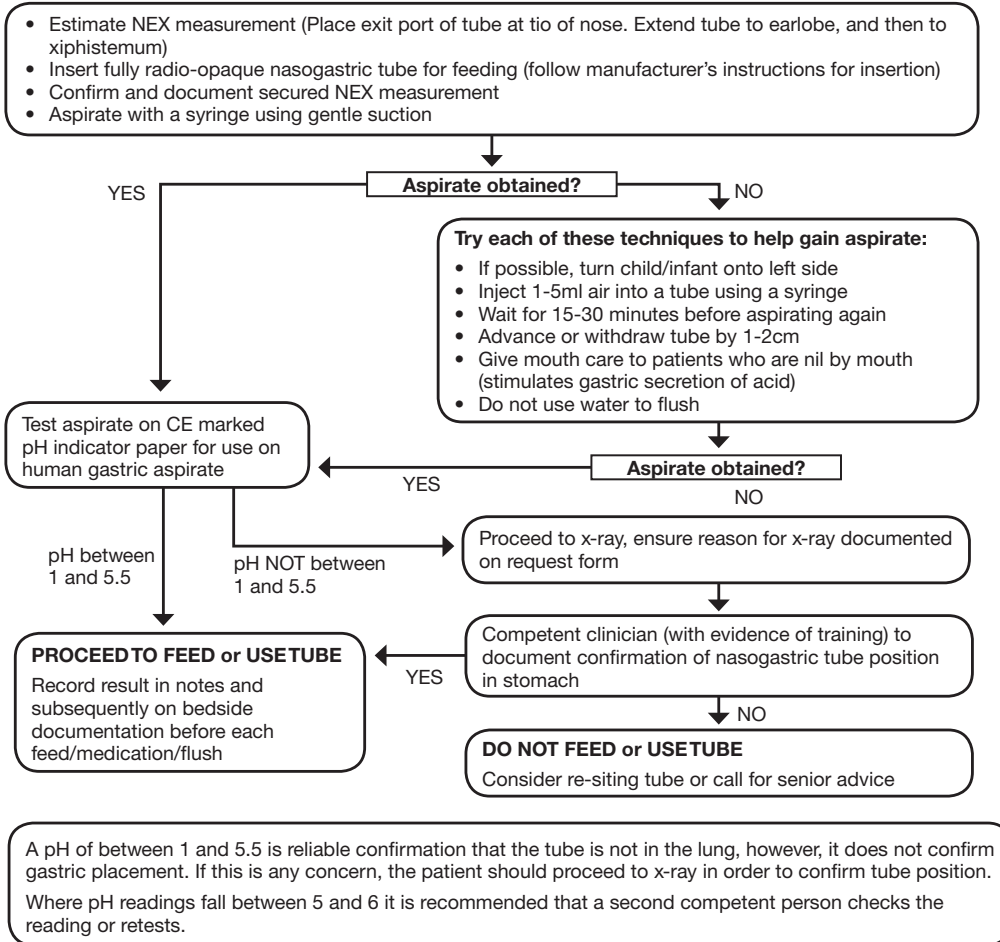 • Estimate NEX measurement (Place exit port of tube at tio of nose. Extend tube to earlobe, and then to
xiphistemum)
• Insert fully radio-opaque nasogastric tube for feeding (follow manufacturer's instructions for insertion)
• Confirm and document secured NEX measurement
• Aspirate with a syringe using gentle suction
Aspirate obtained?
YES
NO
Try each of these techniques to help gain aspirate:
• If possible, turn child/infant onto left side
• Inject 1-5ml air into a tube using a syringe
• Wait for 15-30 minutes before aspirating again
• Advance or withdraw tube by 1-2cm
• Give mouth care to patients who are nil by mouth
(stimulates gastric secretion of acid)
• Do not use water to flush
Test aspirate on CE marked
pH indicator paper for use on
human gastric aspirate
Aspirate obtained?
YES
NO
pH between
1 and 5.5
pH NOT between
1 and 5.5
Proceed to x-ray, ensure reason for x-ray documented
on request form
Competent clinician (with evidence of training) to
document confirmation of nasogastric tube position
in stomach
YES
NO
PROCEED TO FEED or USE TUBE
Record result in notes and
subsequently on bedside
documentation before each
feed/medication/flush
DO NOT FEED or USE TUBE
Consider re-siting tube or call for senior advice
A pH of between 1 and 5.5 is reliable confirmation that the tube is not in the lung, however, it does not confirm
gastric placement. If this is any concern, the patient should proceed to x-ray in order to confirm tube position.
Where pH readings fall between 5 and 6 it is recommended that a second competent person checks the
reading or retests.